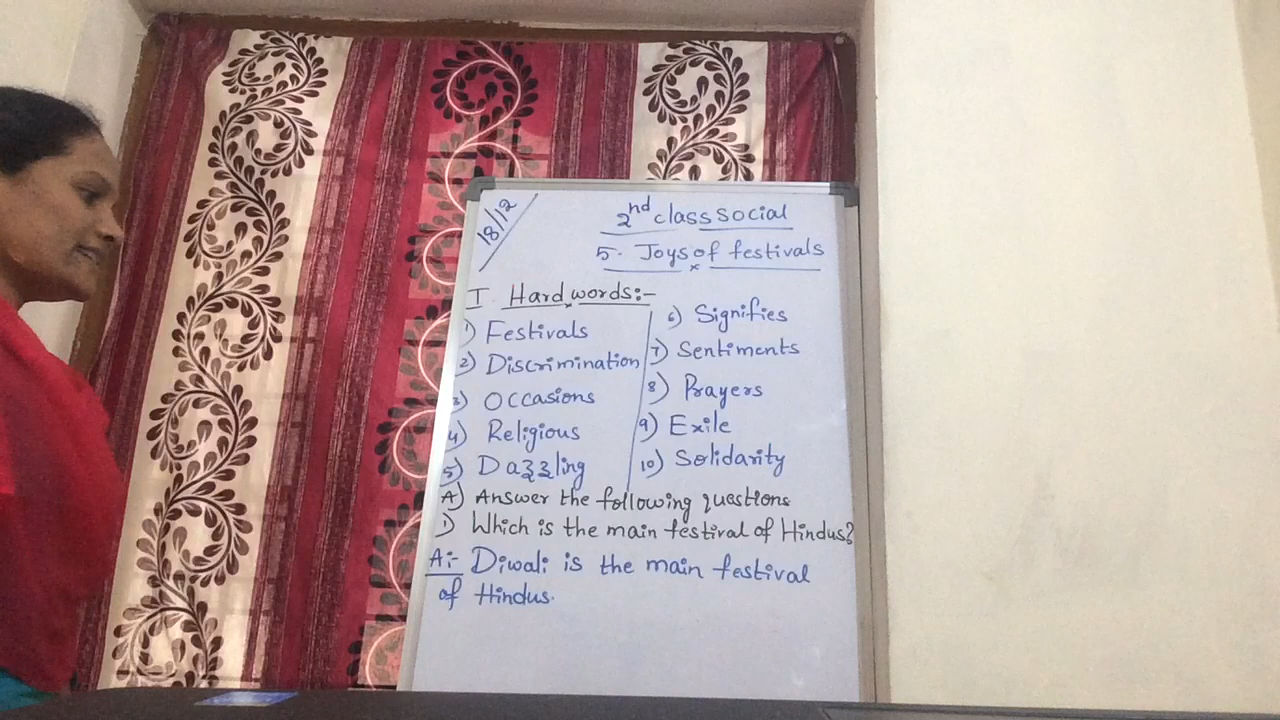 18/12
2nd class social
5. Joys of festivals
I. Hard words:-
1) Festivals
2) Discrimination
3) Occasions
4) Religious
5) Dazzling
6) Signifies
7) Sentiments
8) Prayers
9) Exile
10) Solidarity
A) Answer the following questions
1) Which is the main festival of Hindus?
A:- Diwali is the main festival
of Hindus.